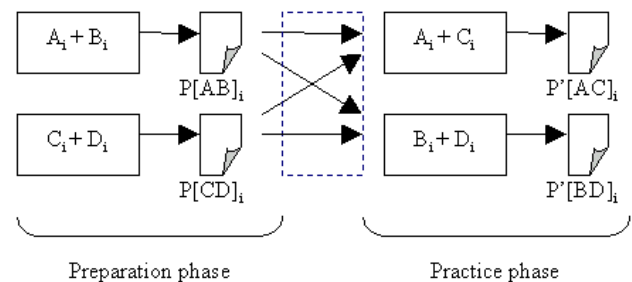 A_i + B_i
P[AB]_i
A_i + C_i
P'[AC]_i
C_i + D_i
P[CD]_i
B_i + D_i
P'[BD]_i
Preparation phase
Practice phase